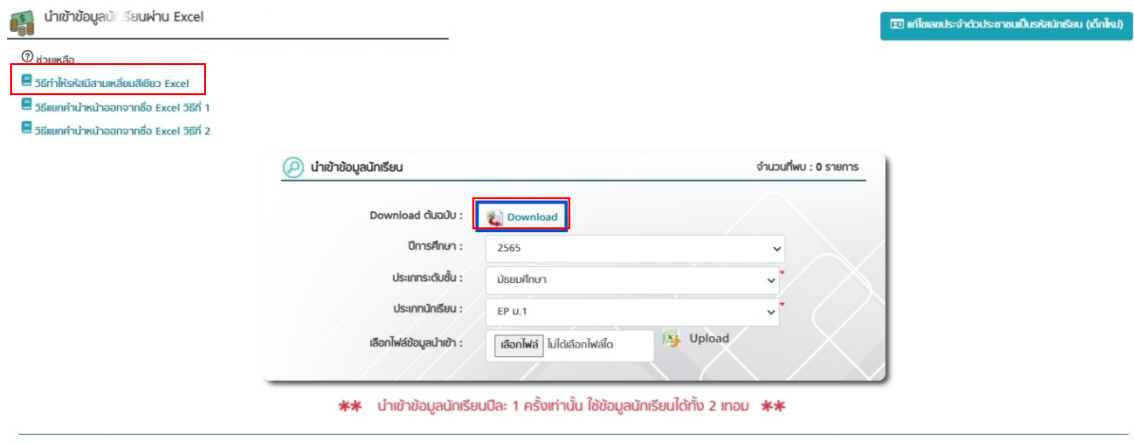 นำเข้าข้อมูลนักเรียนผ่าน Excel
แก้ไขเลขประจำตัวประชาชนเป็นรหัสนักเรียน (เด็กใหม่)
ช่วยเหลือ
วิธีทำให้รหัสมีสามเหลี่ยมสีเขียว Excel
วิธีแยกคำนำหน้าออกจากชื่อ Excel วิธีที่ 1
วิธีแยกคำนำหน้าออกจากชื่อ Excel วิธีที่ 2
นำเข้าข้อมูลนักเรียน จำนวนที่พบ : 0 รายการ
Download ต้นฉบับ : Download
ปีการศึกษา : 2565
ประเภทระดับชั้น : มัธยมศึกษา *
ประเภทนักเรียน : EP ม.1 *
เลือกไฟล์ข้อมูลนำเข้า : เลือกไฟล์ ไม่ได้เลือกไฟล์ใด Upload
** นำเข้าข้อมูลนักเรียนปีละ 1 ครั้งเท่านั้น ใช้ข้อมูลนักเรียนได้ทั้ง 2 เทอม **